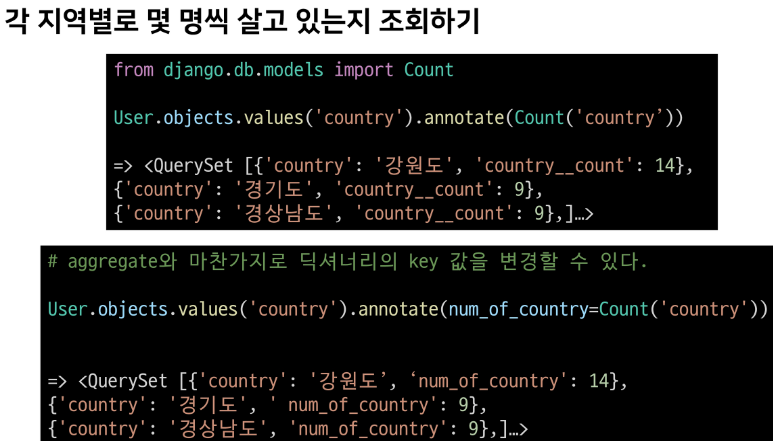 각 지역별로 몇 명씩 살고 있는지 조회하기
from django.db.models import Count
User.objects.values('country').annotate(Count('country’))
=> <QuerySet [{'country': '강원도', 'country__count': 14},
{'country': '경기도', 'country__count': 9},
{'country': '경상남도', 'country__count': 9},]…>
# aggregate와 마찬가지로 딕셔너리의 key 값을 변경할 수 있다.
User.objects.values('country').annotate(num_of_country=Count('country'))
=> <QuerySet [{'country': '강원도’, ‘num_of_country': 14},
{'country': '경기도', ' num_of_country': 9},
{'country': '경상남도', 'num_of_country': 9},]…>